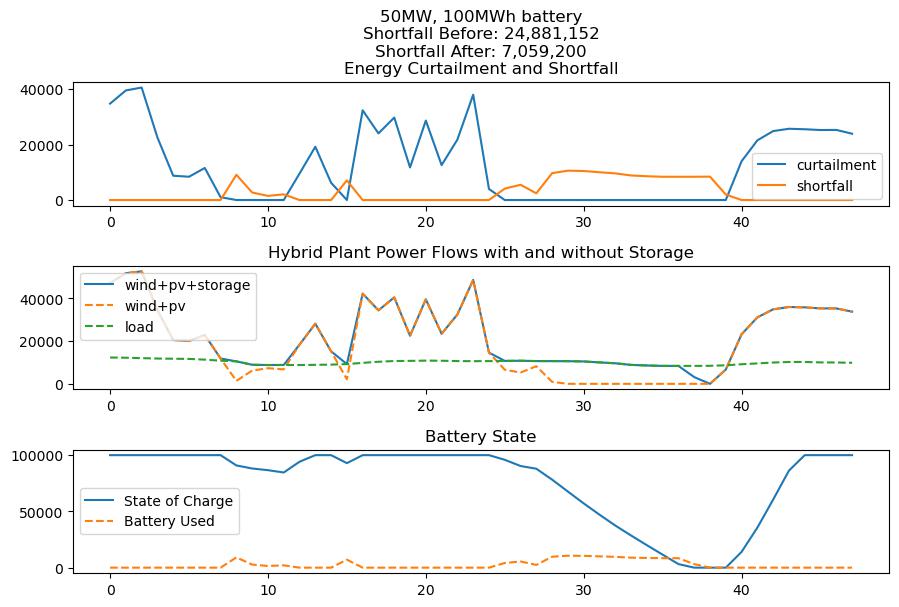 50MW, 100MWh battery
Shortfall Before: 24,881,152
Shortfall After: 7,059,200
Energy Curtailment and Shortfall
40000
20000
0
curtailment
shortfall
0 10 20 30 40
Hybrid Plant Power Flows with and without Storage
40000
20000
0
wind+pv+storage
wind+pv
load
0 10 20 30 40
Battery State
100000
50000
0
State of Charge
Battery Used
0 10 20 30 40